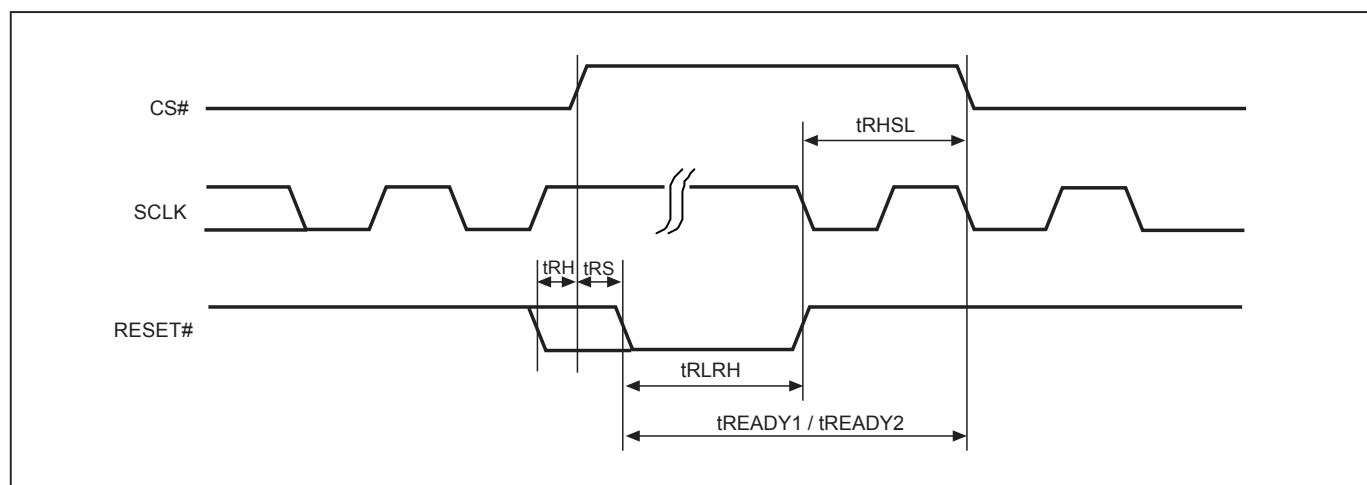 CS#
tRHSL
SCLK
tRH tRS
RESET#
tRLRH
tREADY1 / tREADY2